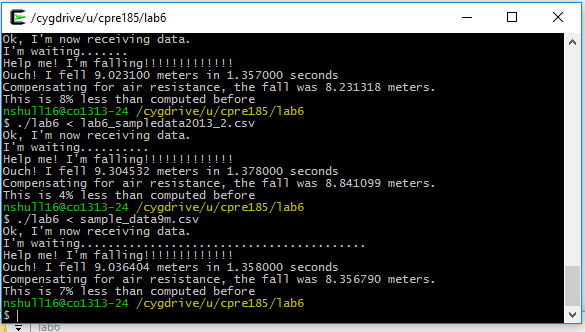 /cygdrive/u/cpre185/lab6
Ok, I'm now receiving data.
I'm waiting.......
Help me! I'm falling!!!!!!!!!!!!!
Ouch! I fell 9.023100 meters in 1.357000 seconds
Compensating for air resistance, the fall was 8.231318 meters.
This is 8% less than computed before
nshull16@co1313-24 /cygdrive/u/cpre185/lab6
$ ./lab6 < lab6_sampledata2013_2.csv
Ok, I'm now receiving data.
I'm waiting..........
Help me! I'm falling!!!!!!!!!!!!!
Ouch! I fell 9.304532 meters in 1.378000 seconds
Compensating for air resistance, the fall was 8.841099 meters.
This is 4% less than computed before
nshull16@co1313-24 /cygdrive/u/cpre185/lab6
$ ./lab6 < sample_data9m.csv
Ok, I'm now receiving data.
I'm waiting.........................................
Help me! I'm falling!!!!!!!!!!!!!
Ouch! I fell 9.036404 meters in 1.358000 seconds
Compensating for air resistance, the fall was 8.356790 meters.
This is 7% less than computed before
nshull16@co1313-24 /cygdrive/u/cpre185/lab6
$
lab6